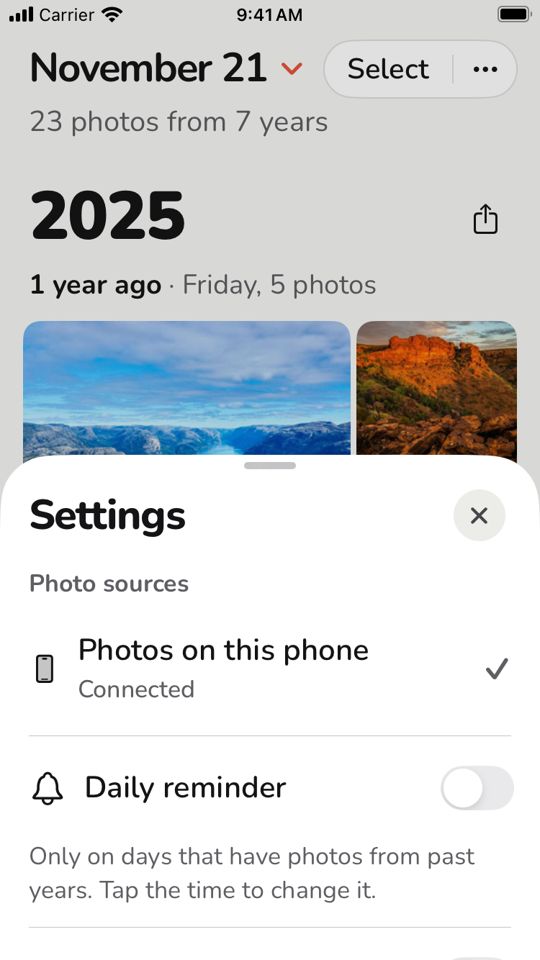 Carrier 9:41 AM
November 21 Select
23 photos from 7 years
2025
1 year ago · Friday, 5 photos
Settings
Photo sources
Photos on this phone
Connected
Daily reminder
Only on days that have photos from past
years. Tap the time to change it.